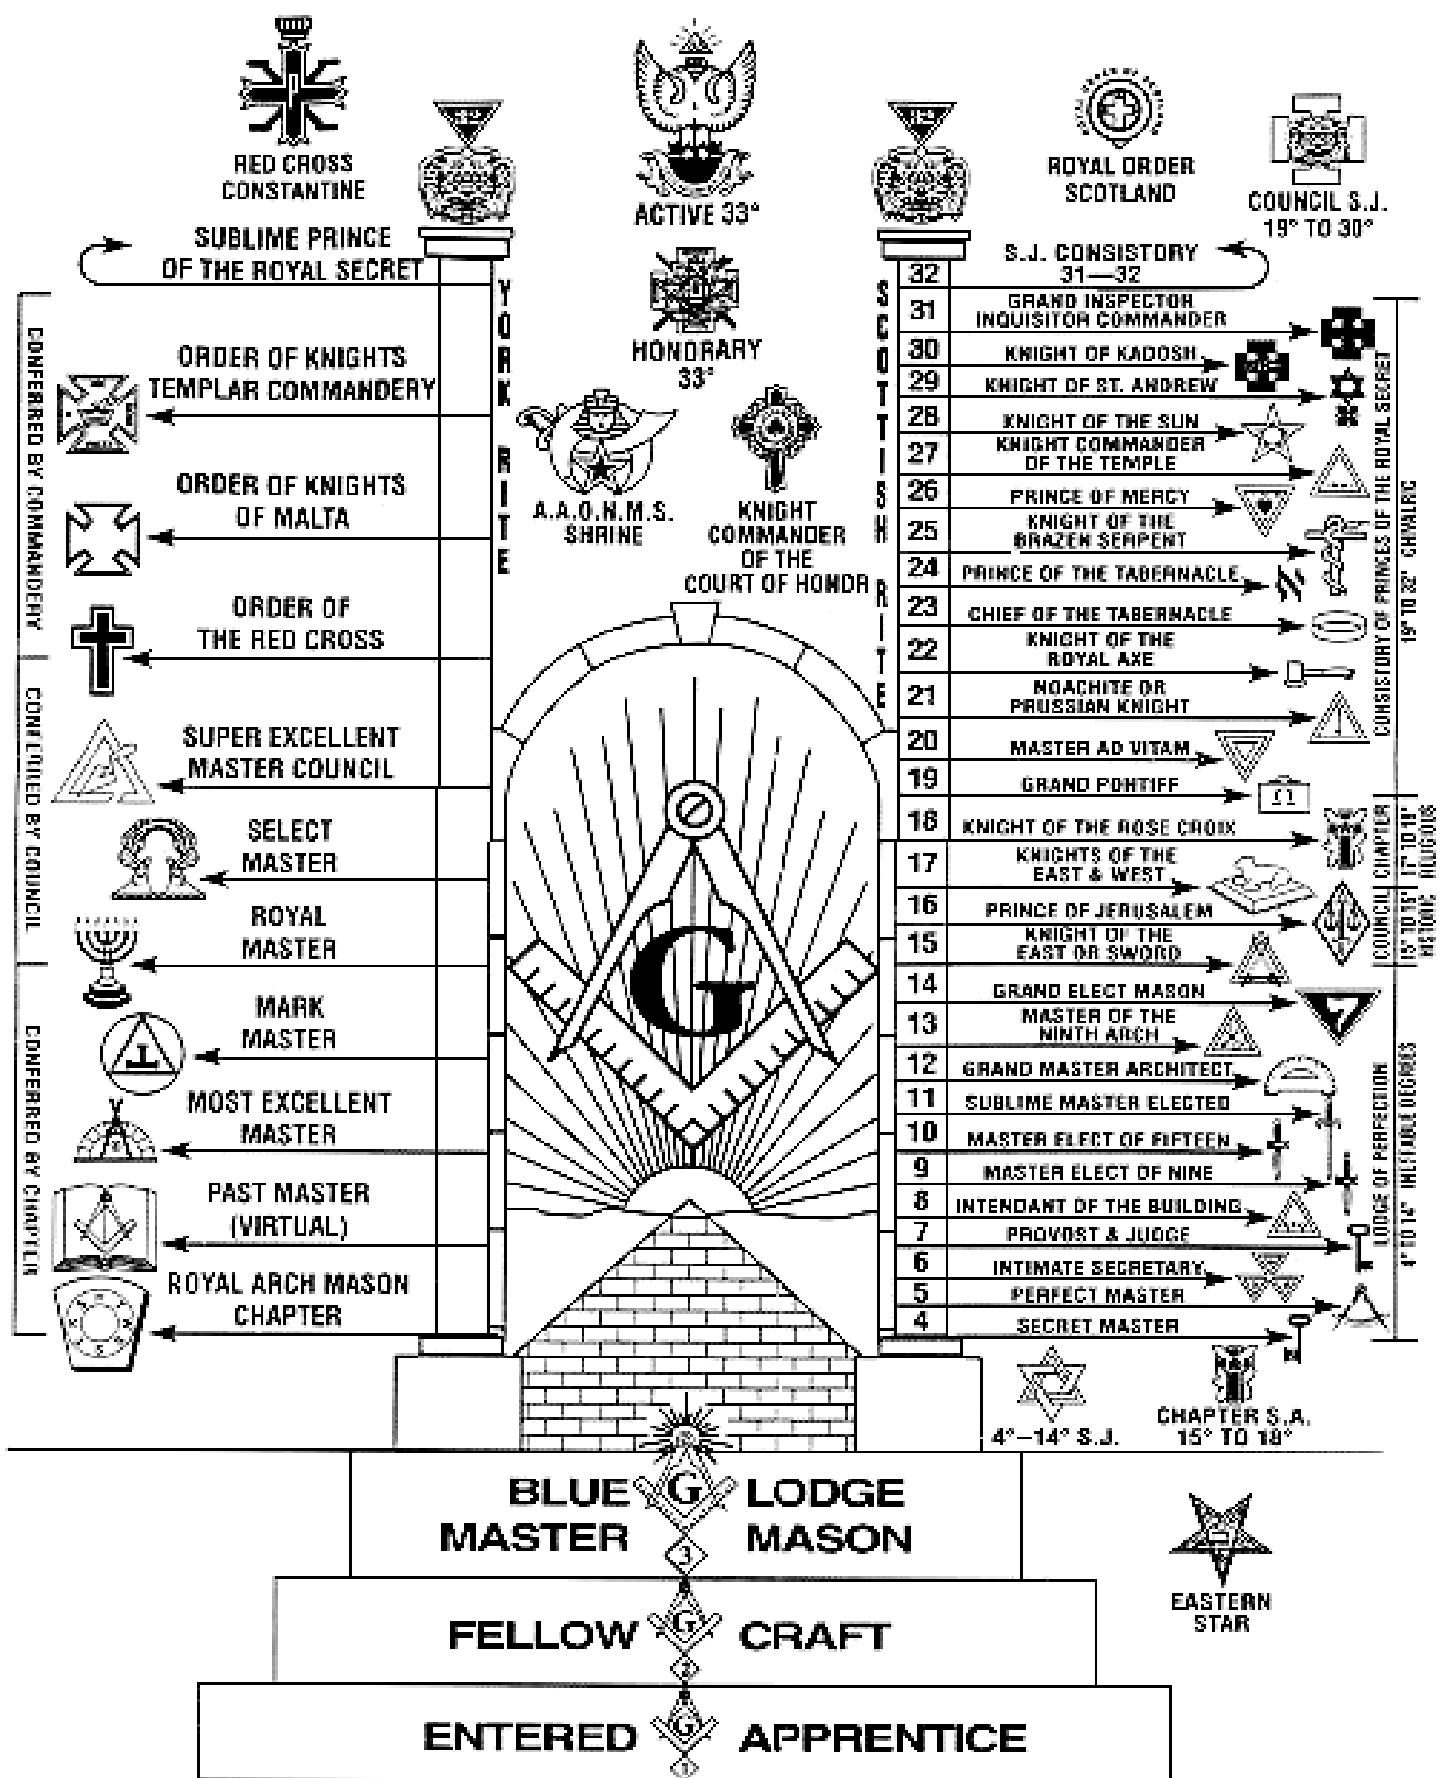 RED CROSS
CONSTANTINE
ACTIVE 33°
ROYAL ORDER
SCOTLAND
COUNCIL S.J.
19° TO 30°
HONORARY
33°
A.A.O.N.M.S.
SHRINE
KNIGHT
COMMANDER
OF THE
COURT OF HONOR
YORK RITE
SUBLIME PRINCE
OF THE ROYAL SECRET
CONFERRED BY COMMANDERY
ORDER OF KNIGHTS
TEMPLAR COMMANDERY
ORDER OF KNIGHTS
OF MALTA
ORDER OF
THE RED CROSS
CONFERRED BY COUNCIL
SUPER EXCELLENT
MASTER COUNCIL
SELECT
MASTER
ROYAL
MASTER
CONFERRED BY CHAPTER
MARK
MASTER
MOST EXCELLENT
MASTER
PAST MASTER
(VIRTUAL)
ROYAL ARCH MASON
CHAPTER
SCOTTISH RITE
32
S.J. CONSISTORY
31—32
31
GRAND INSPECTOR
INQUISITOR COMMANDER
30
KNIGHT OF KADOSH
29
KNIGHT OF ST. ANDREW
28
KNIGHT OF THE SUN
27
KNIGHT COMMANDER
OF THE TEMPLE
26
PRINCE OF MERCY
25
KNIGHT OF THE
BRAZEN SERPENT
24
PRINCE OF THE TABERNACLE
23
CHIEF OF THE TABERNACLE
22
KNIGHT OF THE
ROYAL AXE
21
NOACHITE OR
PRUSSIAN KNIGHT
20
MASTER AD VITAM
19
GRAND PONTIFF
18
KNIGHT OF THE ROSE CROIX
17
KNIGHTS OF THE
EAST & WEST
16
PRINCE OF JERUSALEM
15
KNIGHT OF THE
EAST OR SWORD
14
GRAND ELECT MASON
13
MASTER OF THE
NINTH ARCH
12
GRAND MASTER ARCHITECT
11
SUBLIME MASTER ELECTED
10
MASTER ELECT OF FIFTEEN
9
MASTER ELECT OF NINE
8
INTENDANT OF THE BUILDING
7
PROVOST & JUDGE
6
INTIMATE SECRETARY
5
PERFECT MASTER
4
SECRET MASTER
CONSISTORY OF PRINCES OF THE ROYAL SECRET
19° TO 32° CHIVALRIC
CHAPTER
17° TO 18°
RELIGIOUS
COUNCIL
15° TO 16°
HISTORIC
LODGE OF PERFECTION
4° TO 14° INEFFABLE DEGREES
G
4°–14° S.J.
CHAPTER S.A.
15° TO 18°
BLUE G LODGE
MASTER MASON
3
EASTERN
STAR
FELLOW G CRAFT
2
ENTERED G APPRENTICE
1